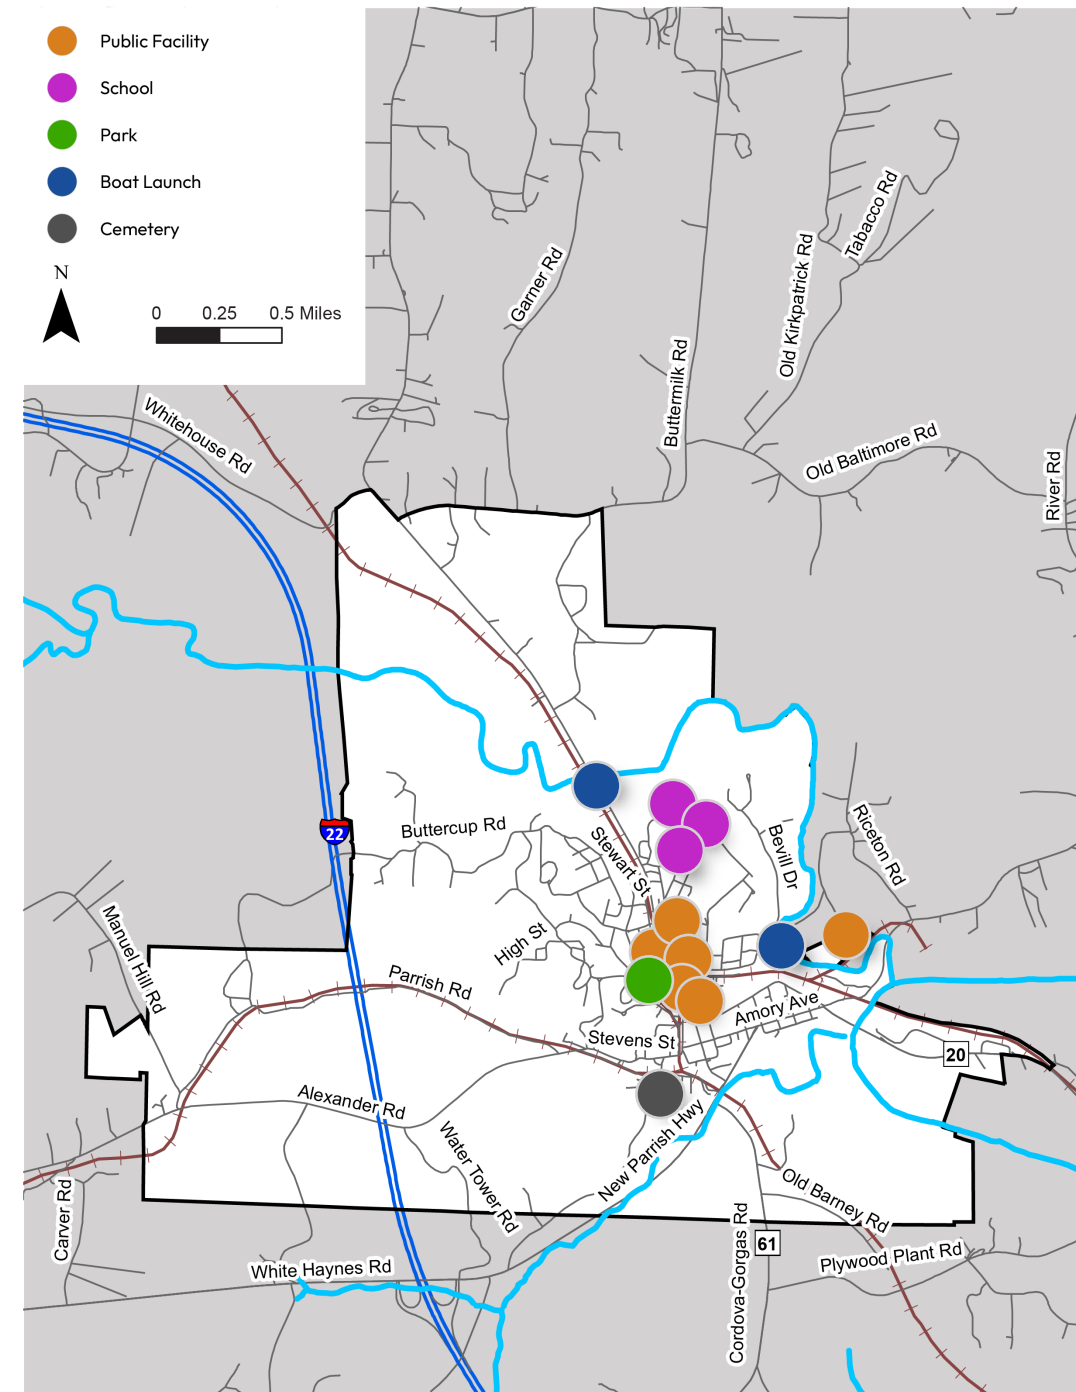 Public Facility
School
Park
Boat Launch
Cemetery
N
0 0.25 0.5 Miles
Tabacco Rd
Garner Rd
Old Kirkpatrick Rd
Buttermilk Rd
Whitehouse Rd
Old Baltimore Rd
River Rd
22
Buttercup Rd
Stewart St
Bevill Dr
Riceton Rd
Manuel Hill Rd
High St
Parrish Rd
Amory Ave
Stevens St
20
Alexander Rd
New Parrish Hwy
Water Tower Rd
Old Barney Rd
Carver Rd
Cordova-Gorgas Rd
61
White Haynes Rd
Plywood Plant Rd